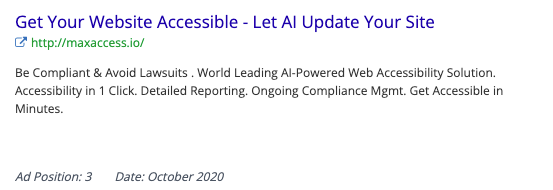 Get Your Website Accessible - Let AI Update Your Site
http://maxaccess.io/
Be Compliant & Avoid Lawsuits . World Leading AI-Powered Web Accessibility Solution.
Accessibility in 1 Click. Detailed Reporting. Ongoing Compliance Mgmt. Get Accessible in
Minutes.
Ad Position: 3 Date: October 2020